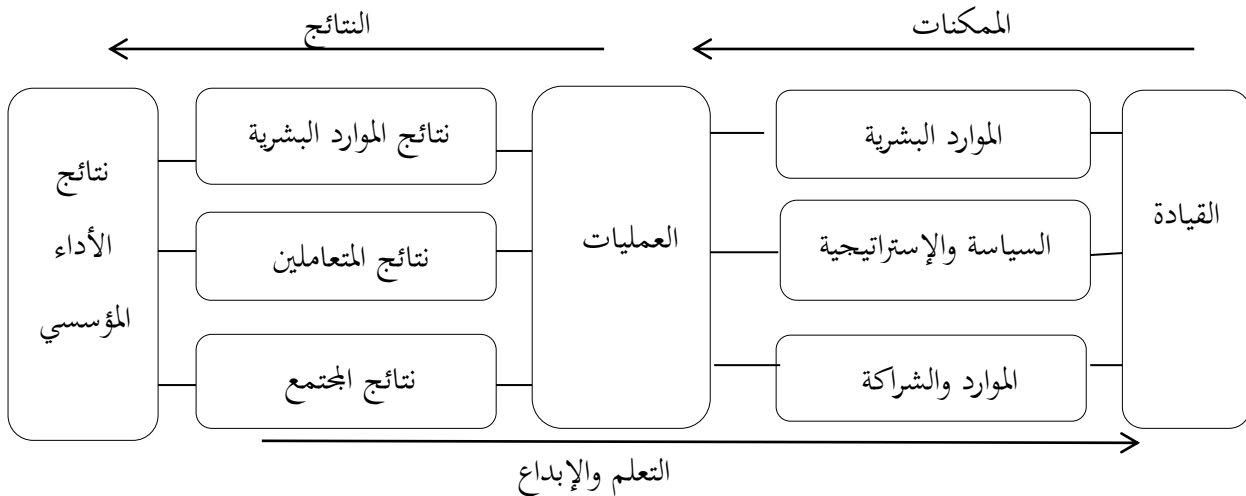 الممكنات
النتائج
القيادة
الموارد البشرية
السياسة والإستراتيجية
الموارد والشراكة
العمليات
نتائج الموارد البشرية
نتائج المتعاملين
نتائج المجتمع
نتائج
الأداء
المؤسسي
التعلم والإبداع